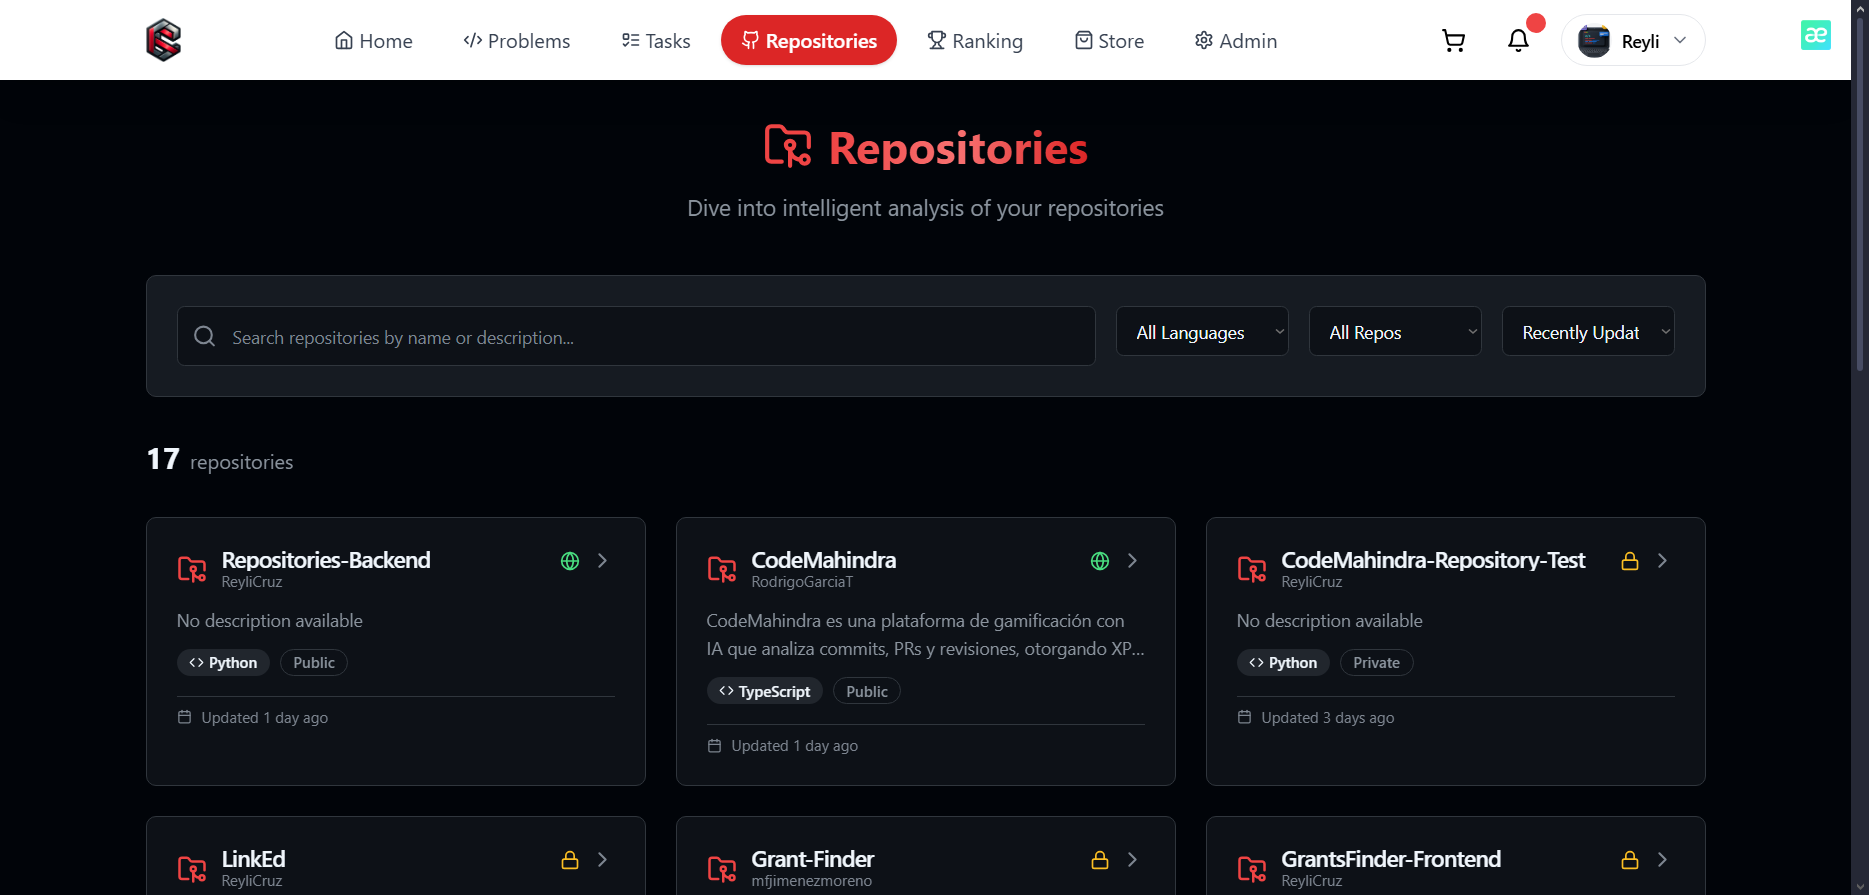 Home
Problems
Tasks
Repositories
Ranking
Store
Admin
Reyli
æ
Repositories
Dive into intelligent analysis of your repositories
Search repositories by name or description...
All Languages
All Repos
Recently Updat
17 repositories
Repositories-Backend
ReyliCruz
No description available
Python
Public
Updated 1 day ago
CodeMahindra
RodrigoGarciaT
CodeMahindra es una plataforma de gamificación con
IA que analiza commits, PRs y revisiones, otorgando XP...
TypeScript
Public
Updated 1 day ago
CodeMahindra-Repository-Test
ReyliCruz
No description available
Python
Private
Updated 3 days ago
LinkEd
ReyliCruz
Grant-Finder
mfjimenezmoreno
GrantsFinder-Frontend
ReyliCruz